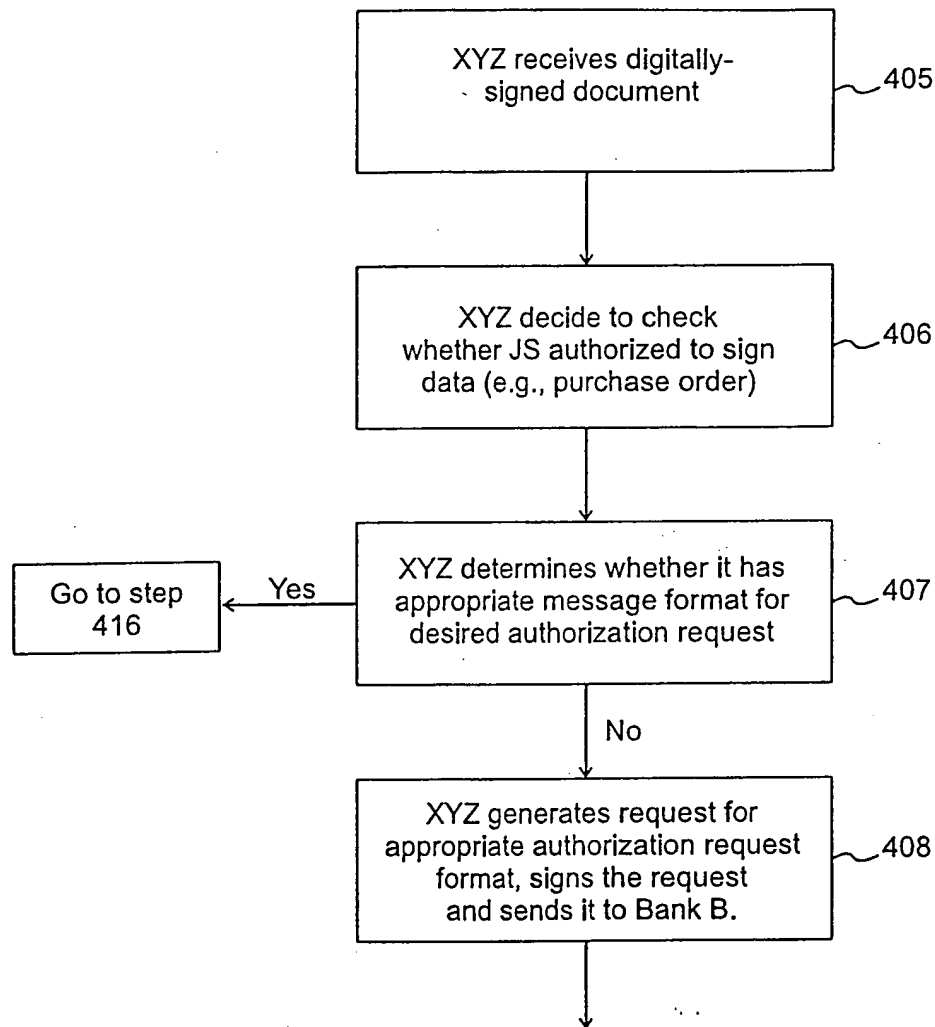 XYZ receives digitally-
signed document
405
XYZ decide to check
whether JS authorized to sign
data (e.g., purchase order)
406
XYZ determines whether it has
appropriate message format for
desired authorization request
407
Yes
Go to step
416
No
XYZ generates request for
appropriate authorization request
format, signs the request
and sends it to Bank B.
408